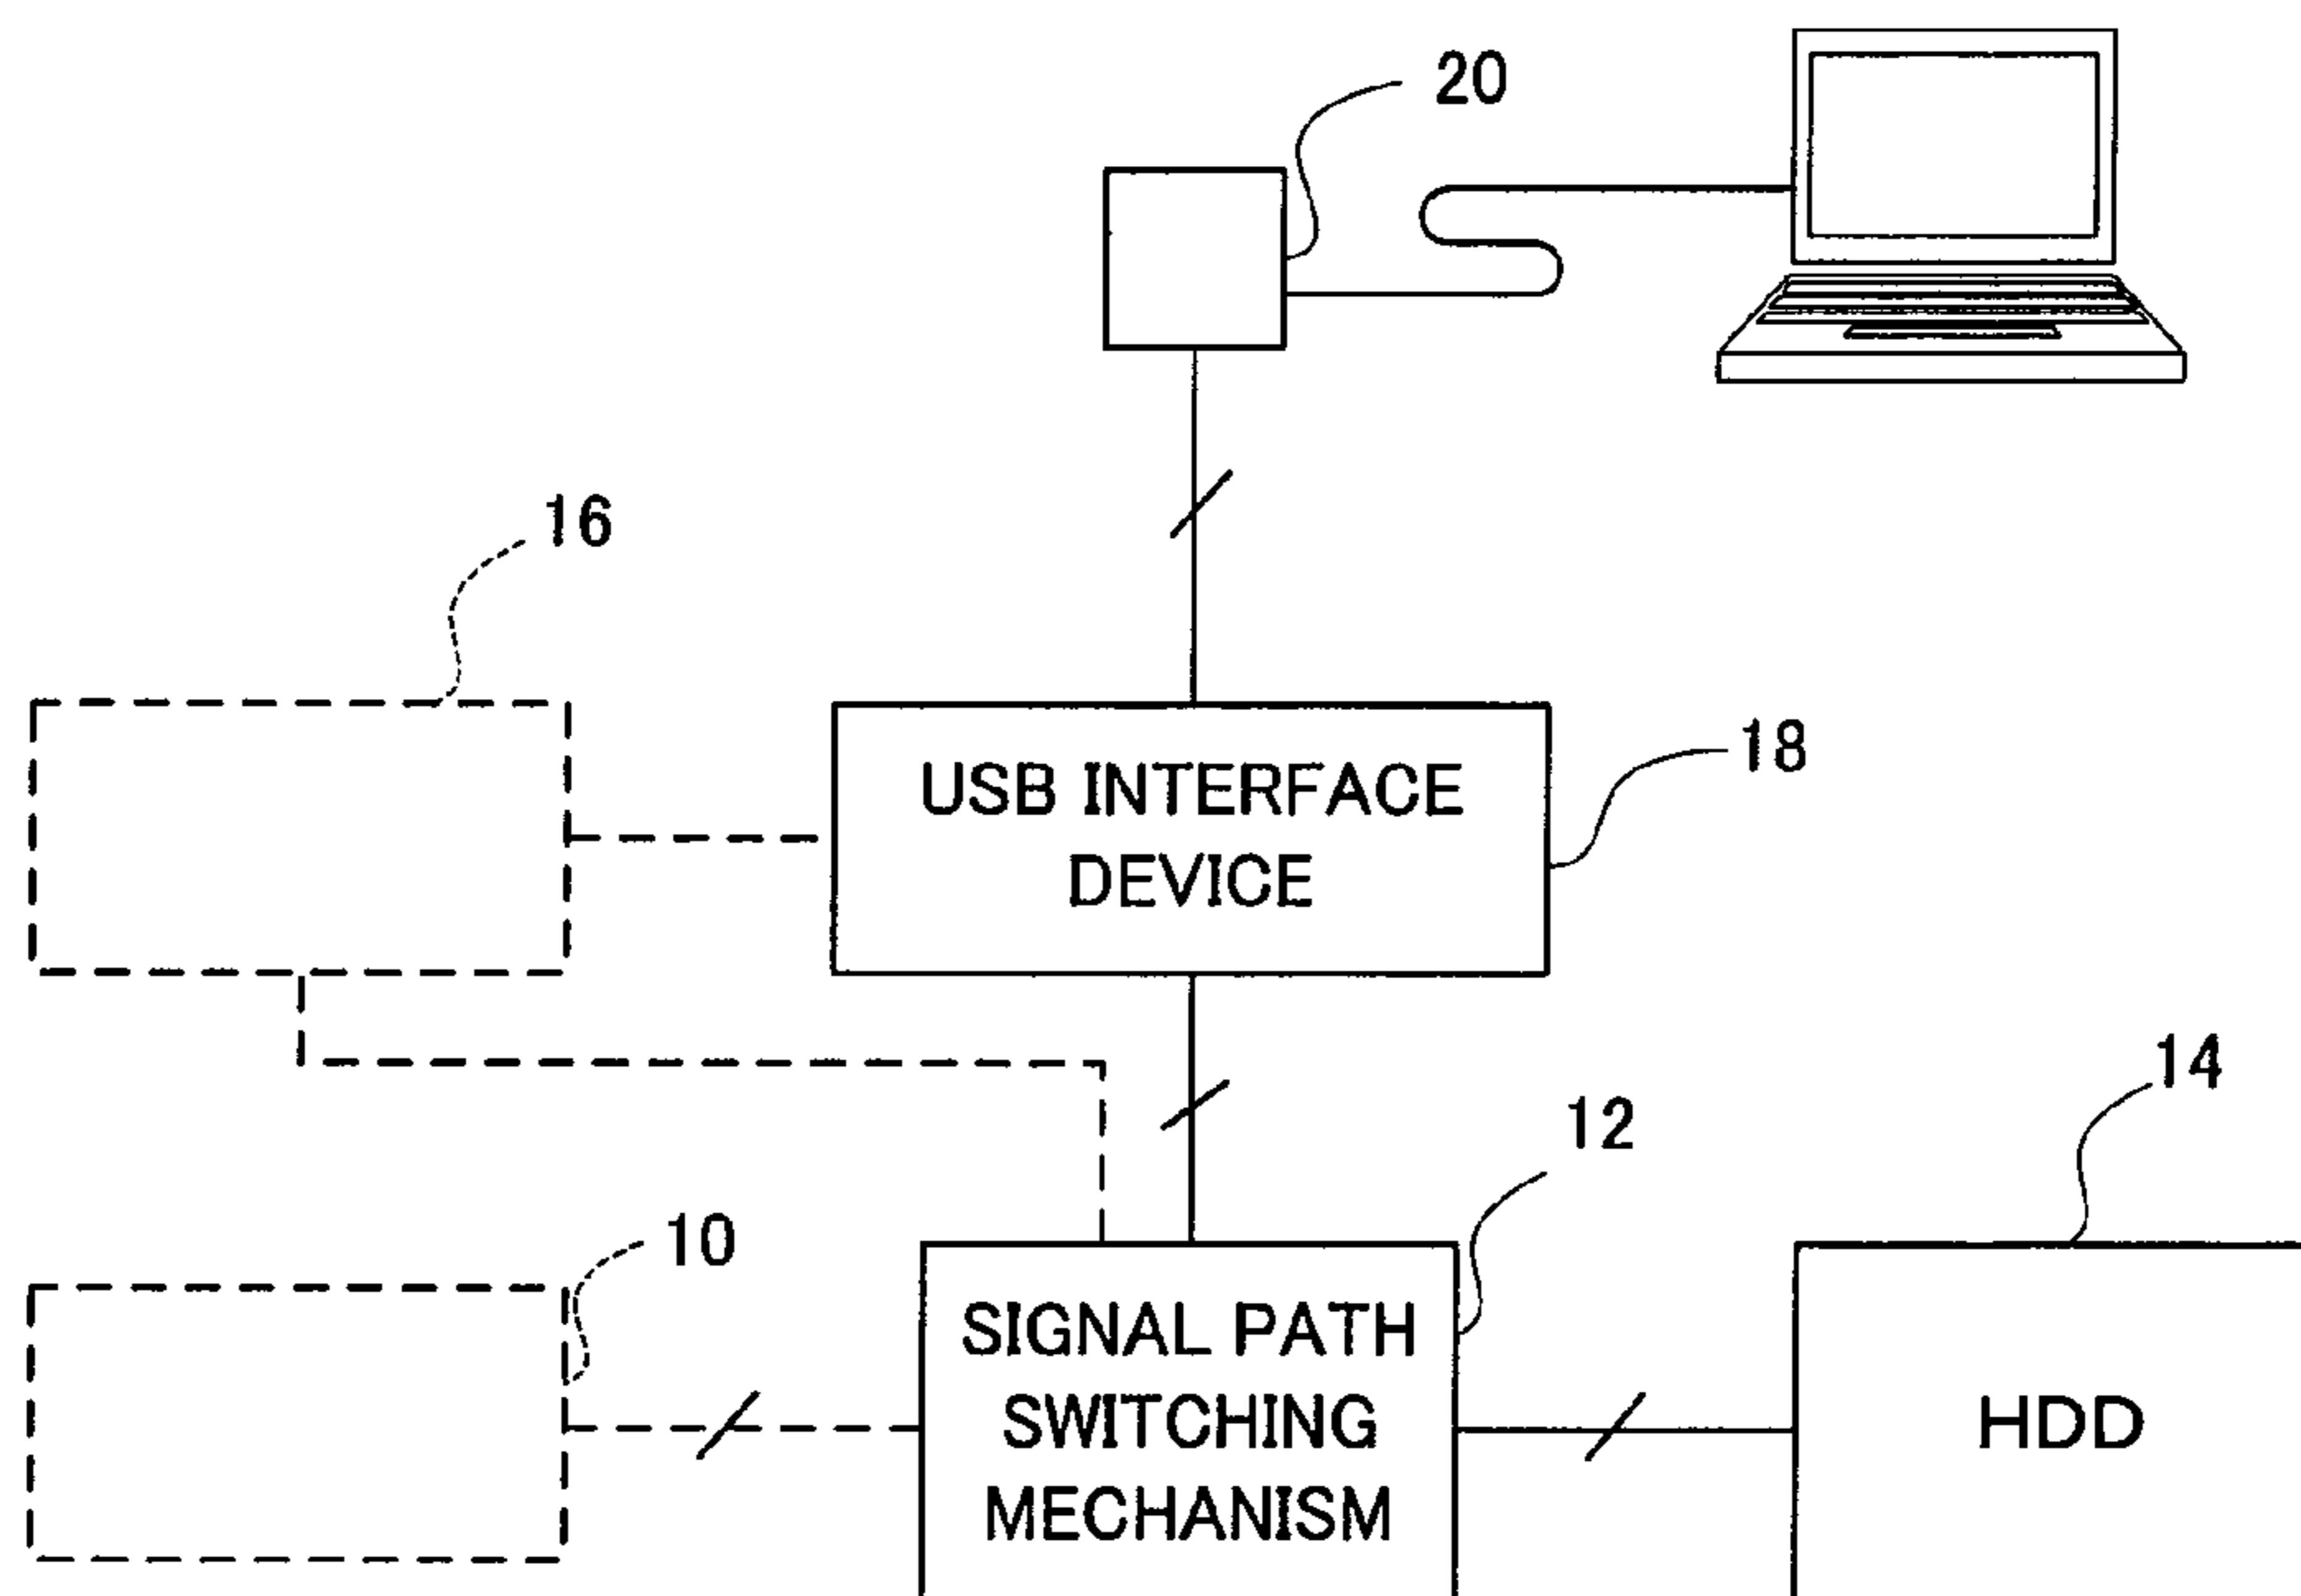 20
16
USB INTERFACE
DEVICE
18
14
12
10
SIGNAL PATH
SWITCHING
MECHANISM
HDD